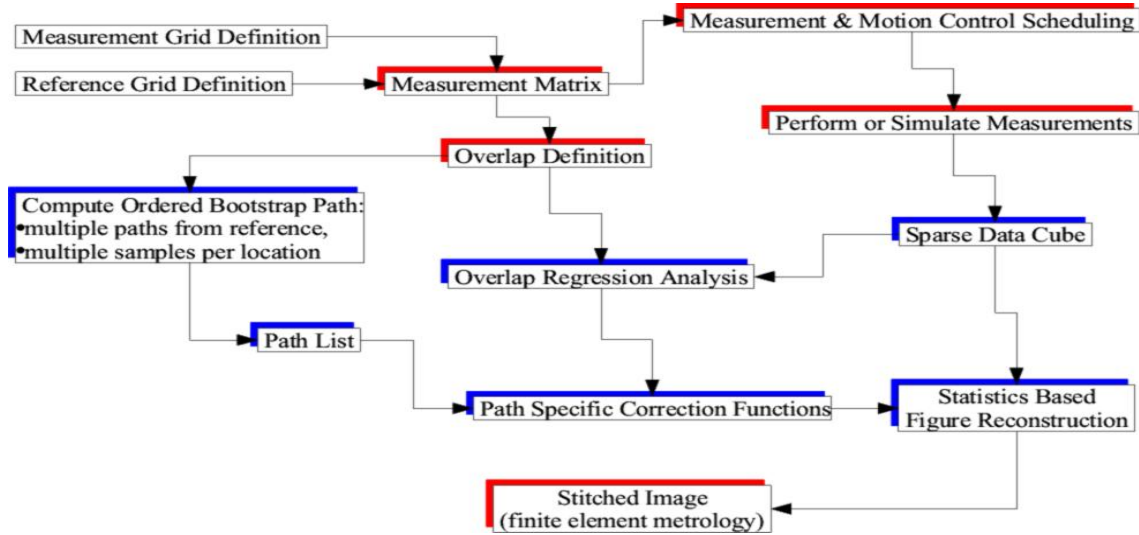 Measurement Grid Definition
Measurement & Motion Control Scheduling
Reference Grid Definition
Measurement Matrix
Perform or Simulate Measurements
Overlap Definition
Compute Ordered Bootstrap Path:
•multiple paths from reference,
•multiple samples per location
Sparse Data Cube
Overlap Regression Analysis
Path List
Path Specific Correction Functions
Statistics Based
Figure Reconstruction
Stitched Image
(finite element metrology)